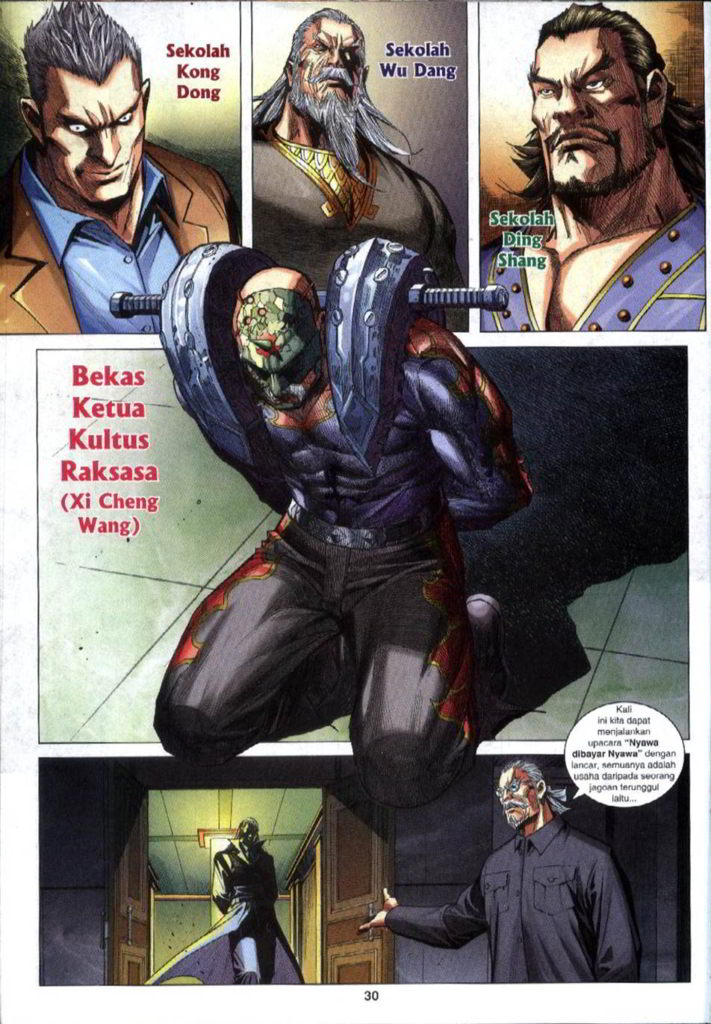 Sekolah
Kong
Dong
Sekolah
Wu Dang
Sekolah
Ding
Shang
Bekas
Ketua
Kultus
Raksasa
(Xi Cheng
Wang)
Kali
ini kita dapat
menjalankan
upacara "Nyawa
dibayar Nyawa" dengan
lancar, semuanya adalah
usaha daripada seorang
jagoan terunggul
iaitu...
30